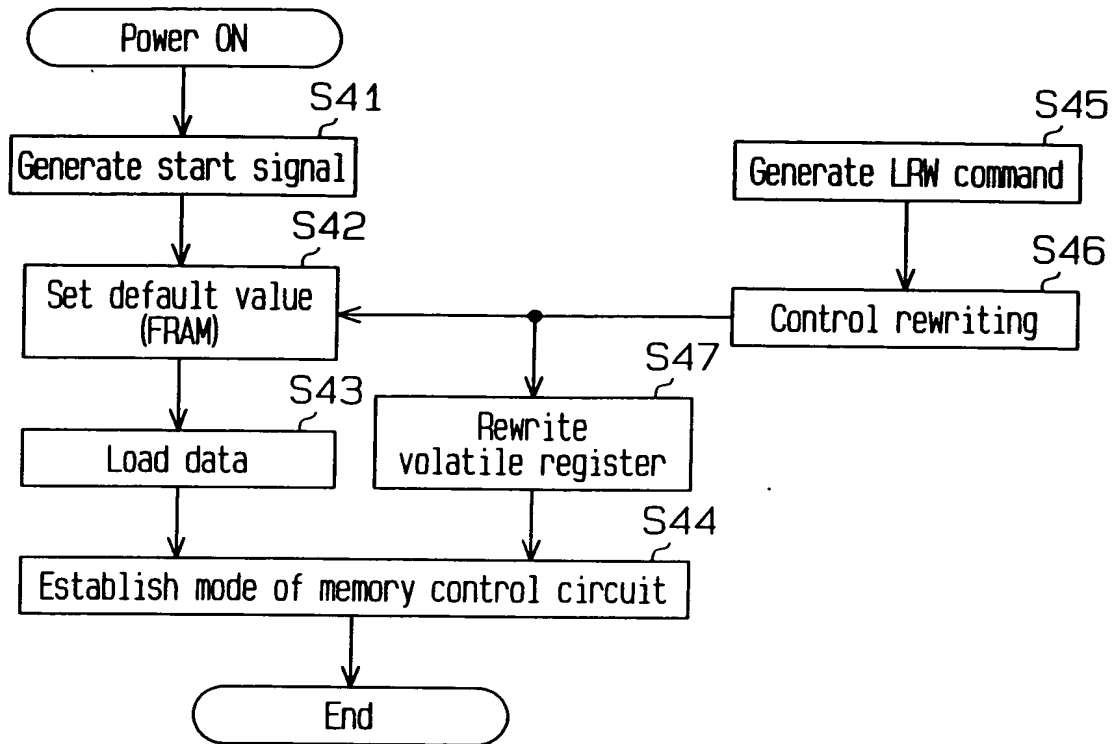 Power ON
S41
Generate start signal
S42
Set default value
(FRAM)
S43
Load data
S45
Generate LRW command
S46
Control rewriting
S47
Rewrite
volatile register
S44
Establish mode of memory control circuit
End